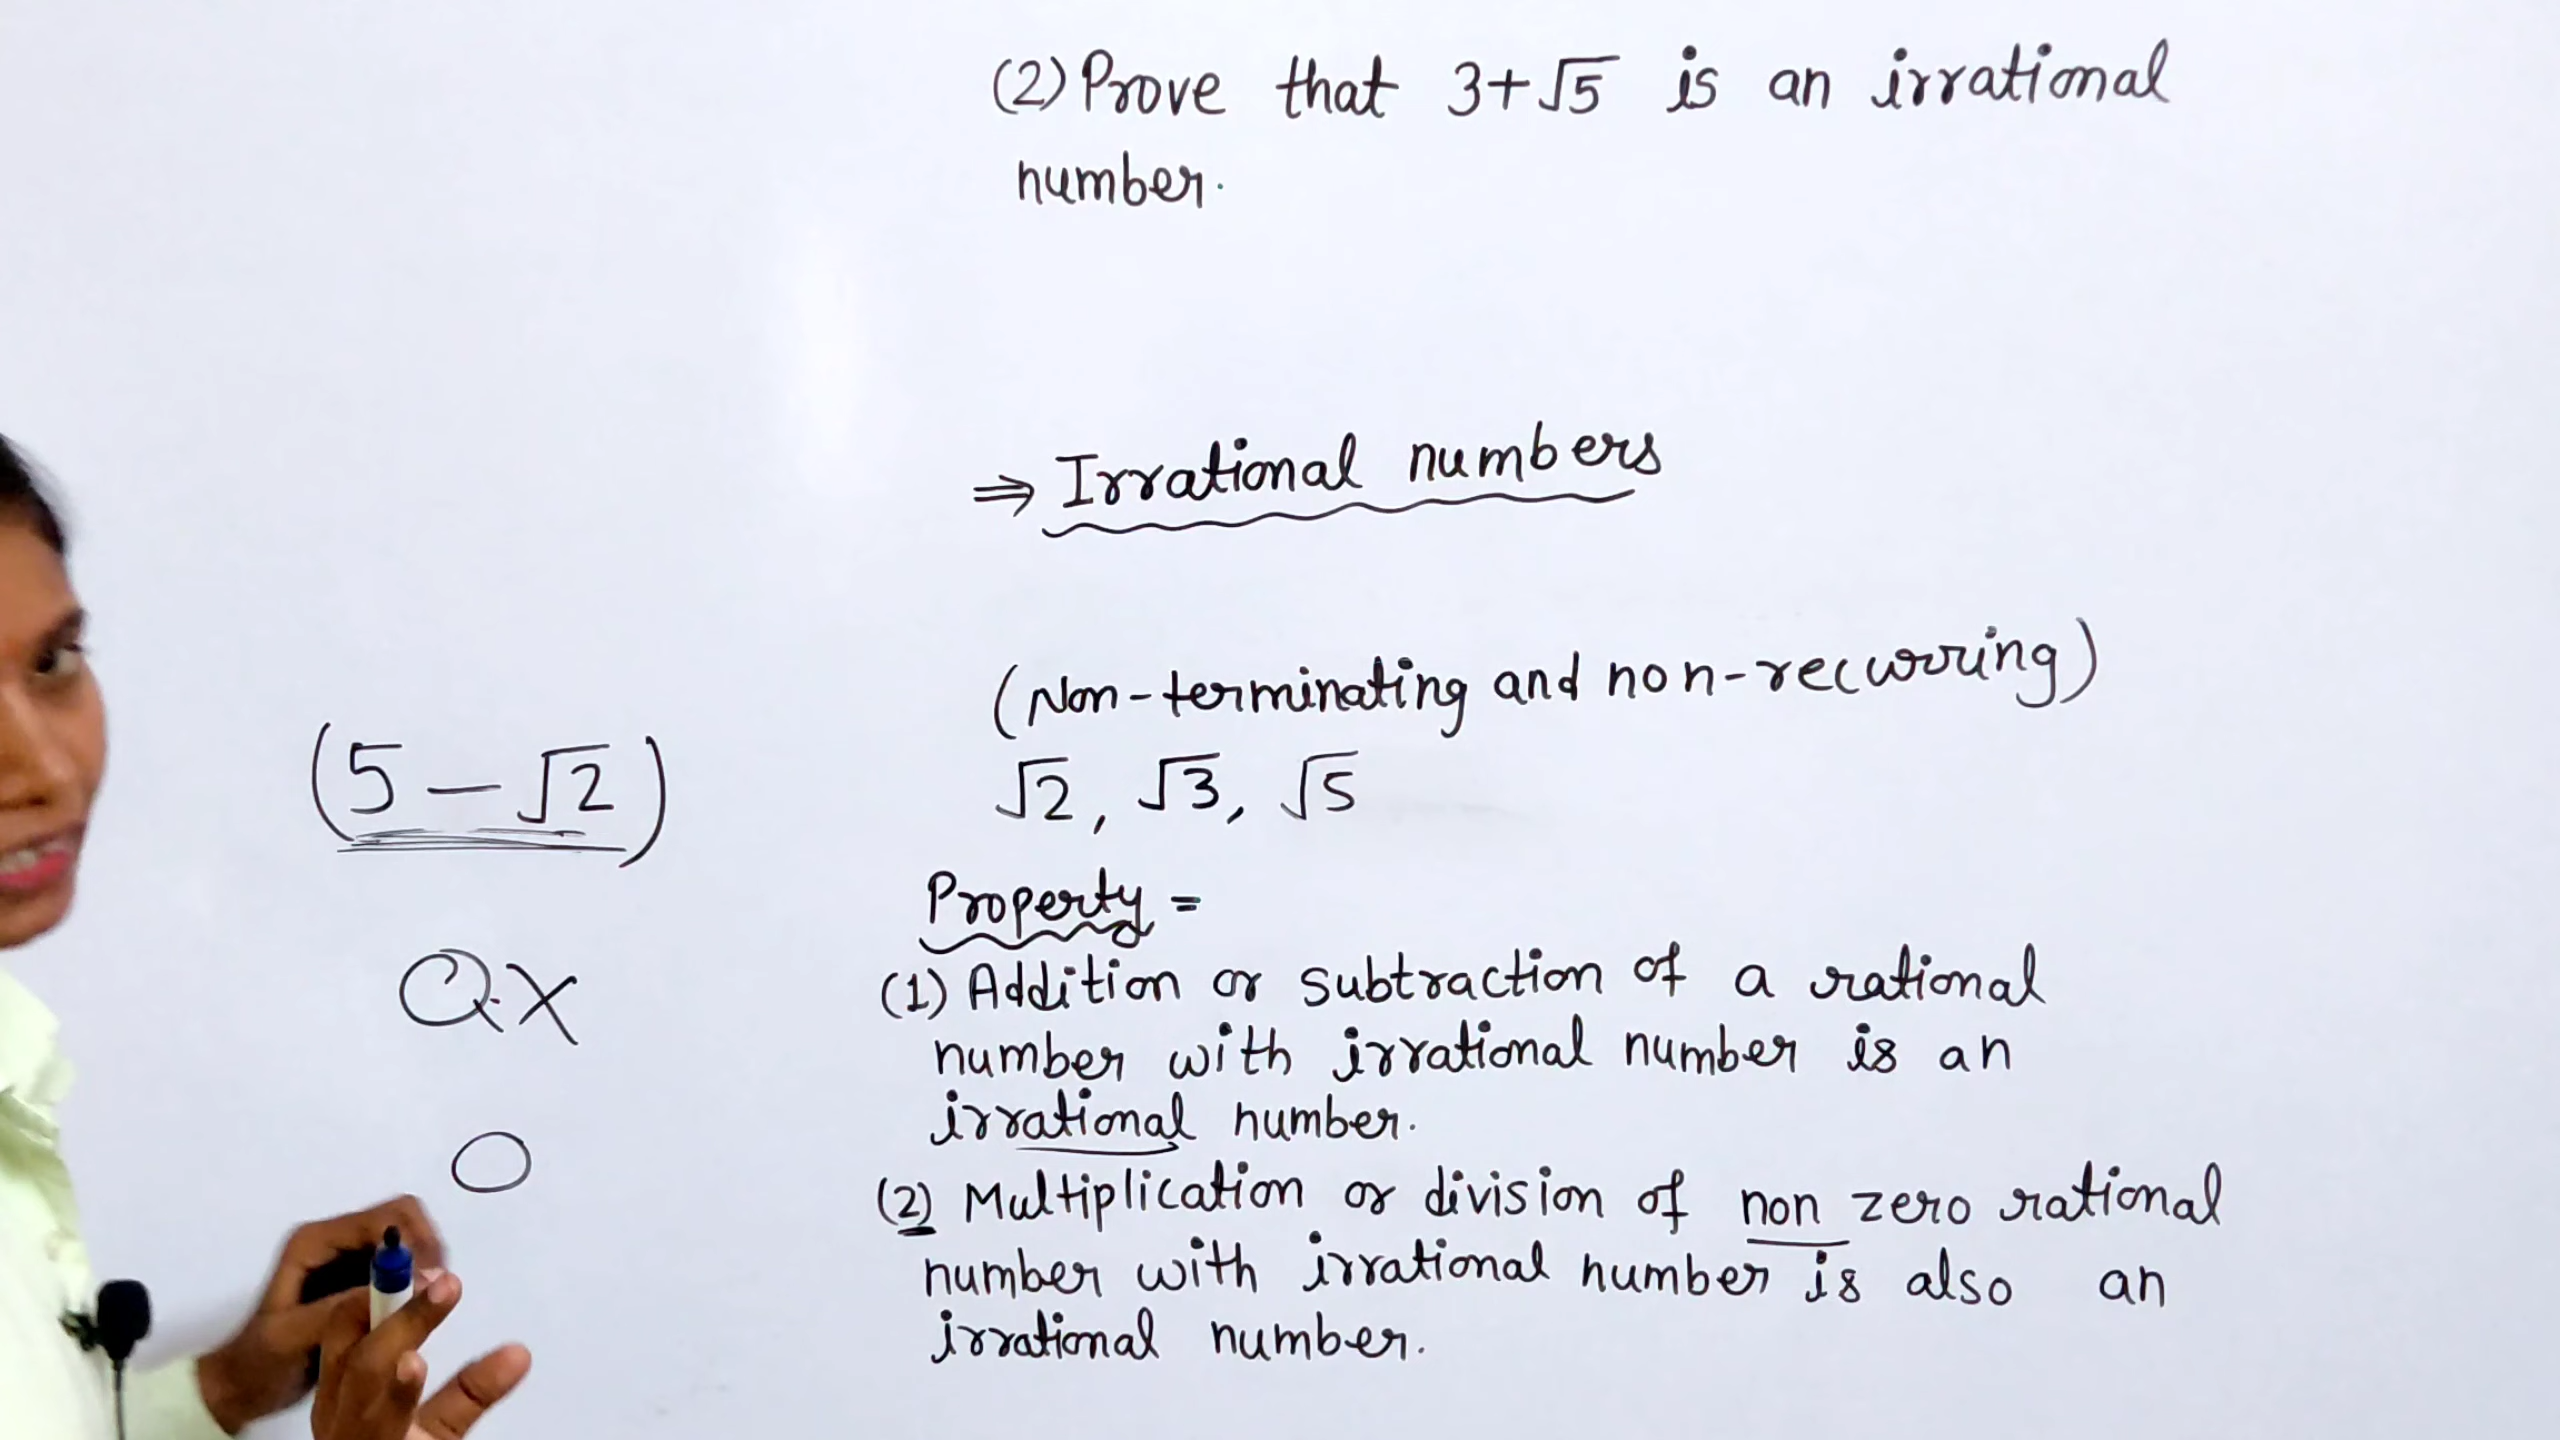 (2) Prove that 3+√5 is an irrational
number.
⇒ Irrational numbers
(Non-terminating and non-recurring)
√2, √3, √5
Property =
(1) Addition or subtraction of a rational
number with irrational number is an
irrational number.
(2) Multiplication or division of non zero rational
number with irrational number is also an
irrational number.
(5-√2)
Q.X
O